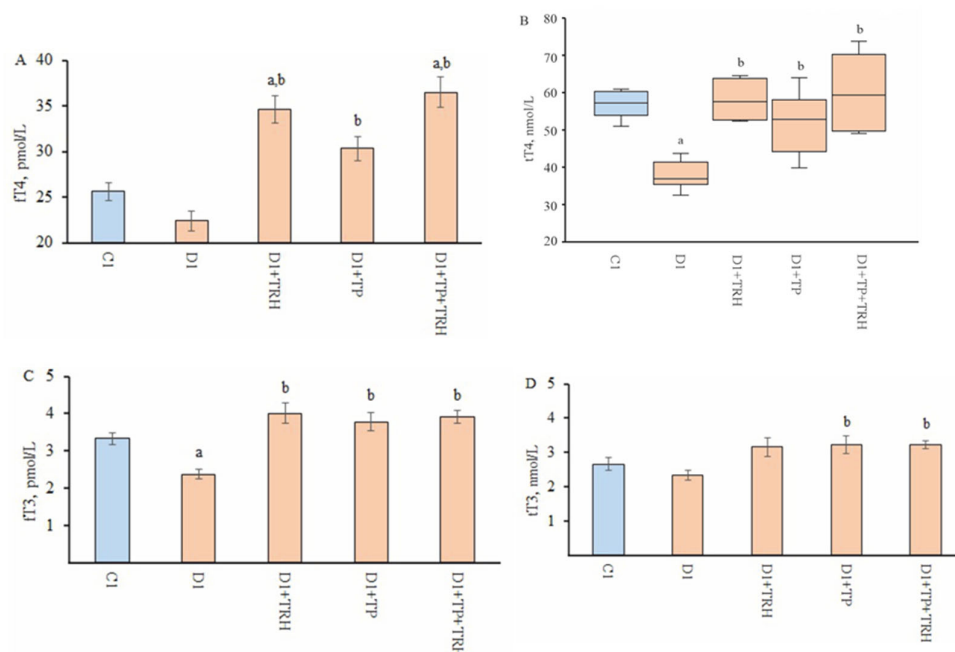 A
fT4, pmol/L
40
35
30
25
20
a,b
b
a,b
C1
D1
D1+TRH
D1+TP
D1+TP+TRH
B
tT4, nmol/L
80
70
60
50
40
30
20
a
b
b
b
C1
D1
D1+TRH
D1+TP
D1+TP+TRH
C
fT3, pmol/L
5
4
3
2
1
a
b
b
b
C1
D1
D1+TRH
D1+TP
D1+TP+TRH
D
tT3, nmol/L
5
4
3
2
1
b
b
C1
D1
D1+TRH
D1+TP
D1+TP+TRH